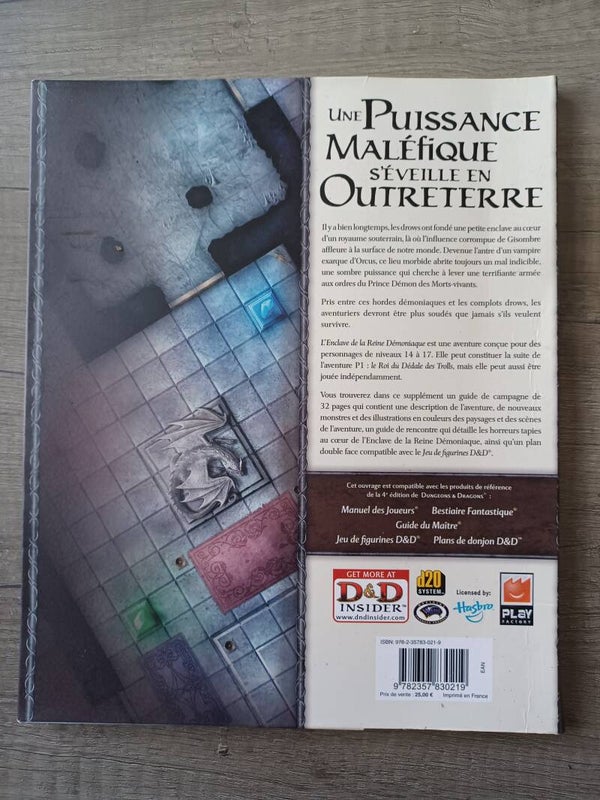 UNE PUISSANCE
MALÉFIQUE
S'ÉVEILLE EN
OUTRETERRE
Il y a bien longtemps, les drows ont fondé une petite enclave au cœur
d'un royaume souterrain, là où l'influence corrompue de Gisombre
affleure à la surface de notre monde. Devenue l'antre d'un vampire
exarque d'Orcus, ce lieu morbide abrite toujours un mal indicible,
une sombre puissance qui cherche à lever une terrifiante armée
aux ordres du Prince Démon des Morts-vivants.
Pris entre ces hordes démoniaques et les complots drows, les
aventuriers devront être plus soudés que jamais s'ils veulent
survivre.
L'Enclave de la Reine Démoniaque est une aventure conçue pour des
personnages de niveaux 14 à 17. Elle peut constituer la suite de
l'aventure P1 : le Roi du Dédale des Trolls, mais elle peut aussi être
jouée indépendamment.
Vous trouverez dans ce supplément un guide de campagne de
32 pages qui contient une description de l'aventure, de nouveaux
monstres et des illustrations en couleurs des paysages et des scènes
de l'aventure, un guide de rencontre qui détaille les horreurs tapies
au cœur de l'Enclave de la Reine Démoniaque, ainsi qu'un plan
double face compatible avec le Jeu de figurines D&D®.
Cet ouvrage est compatible avec les produits de référence
de la 4e édition de DUNGEONS & DRAGONS® :
Manuel des Joueurs® Bestiaire Fantastique®
Guide du Maître®
Jeu de figurines D&D® Plans de donjon D&D™
GET MORE AT
D&D
INSIDER™
www.dndinsider.com
d20
SYSTEM™
Licensed by:
Hasbro
PLAY
FACTORY
ISBN: 978-2-35783-021-9
EAN
9 782357 830219
Prix de vente : 25,00 € Imprimé en France